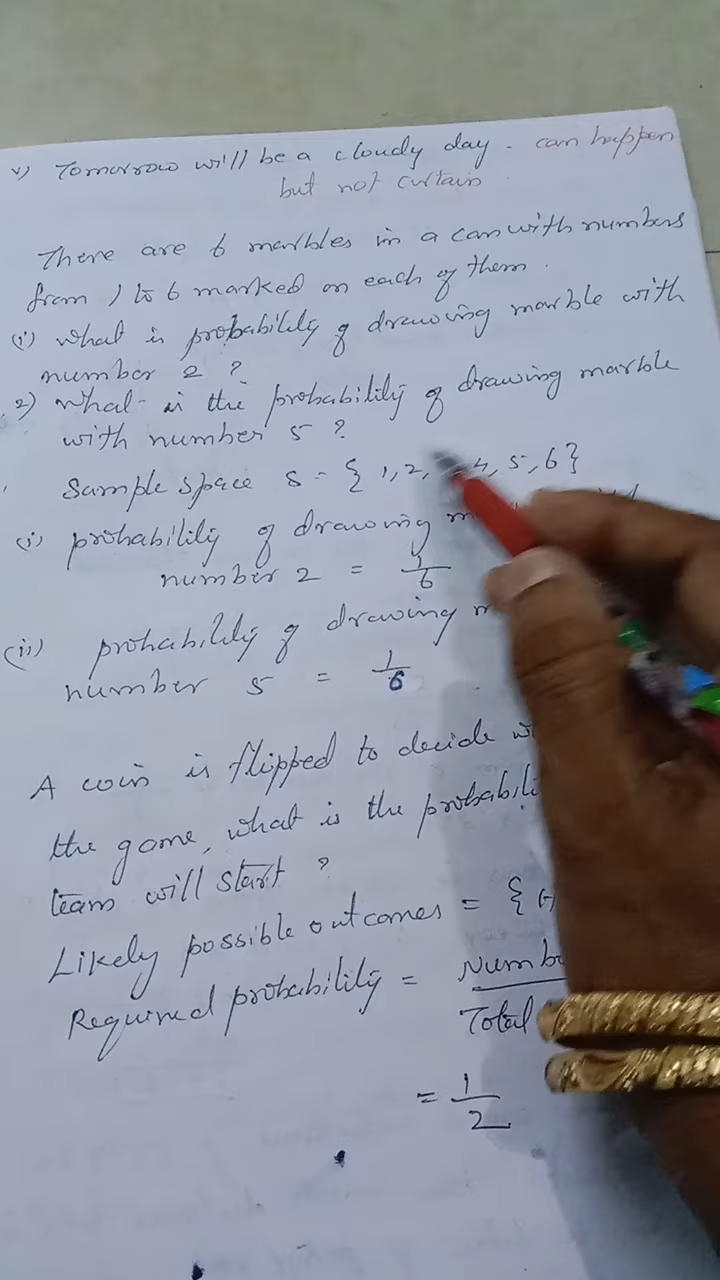 v) Tomorrow will be a cloudy day - can happen
but not curtain
There are 6 marbles in a can with numbers
from 1 to 6 marked on each of them.
(i) What is probability of drawing marble with
number 2 ?
2) What is the probability of drawing marble
with number 5 ?
Sample space S = { 1, 2, 4, 5, 6 }
(i) probability of drawing
number 2 = 1/6
(ii) probability of drawing
number 5 = 1/6
A coin is flipped to decide
the game, what is the
team will start ?
Likely possible outcomes = {
Required probability =
Total
= 1/2